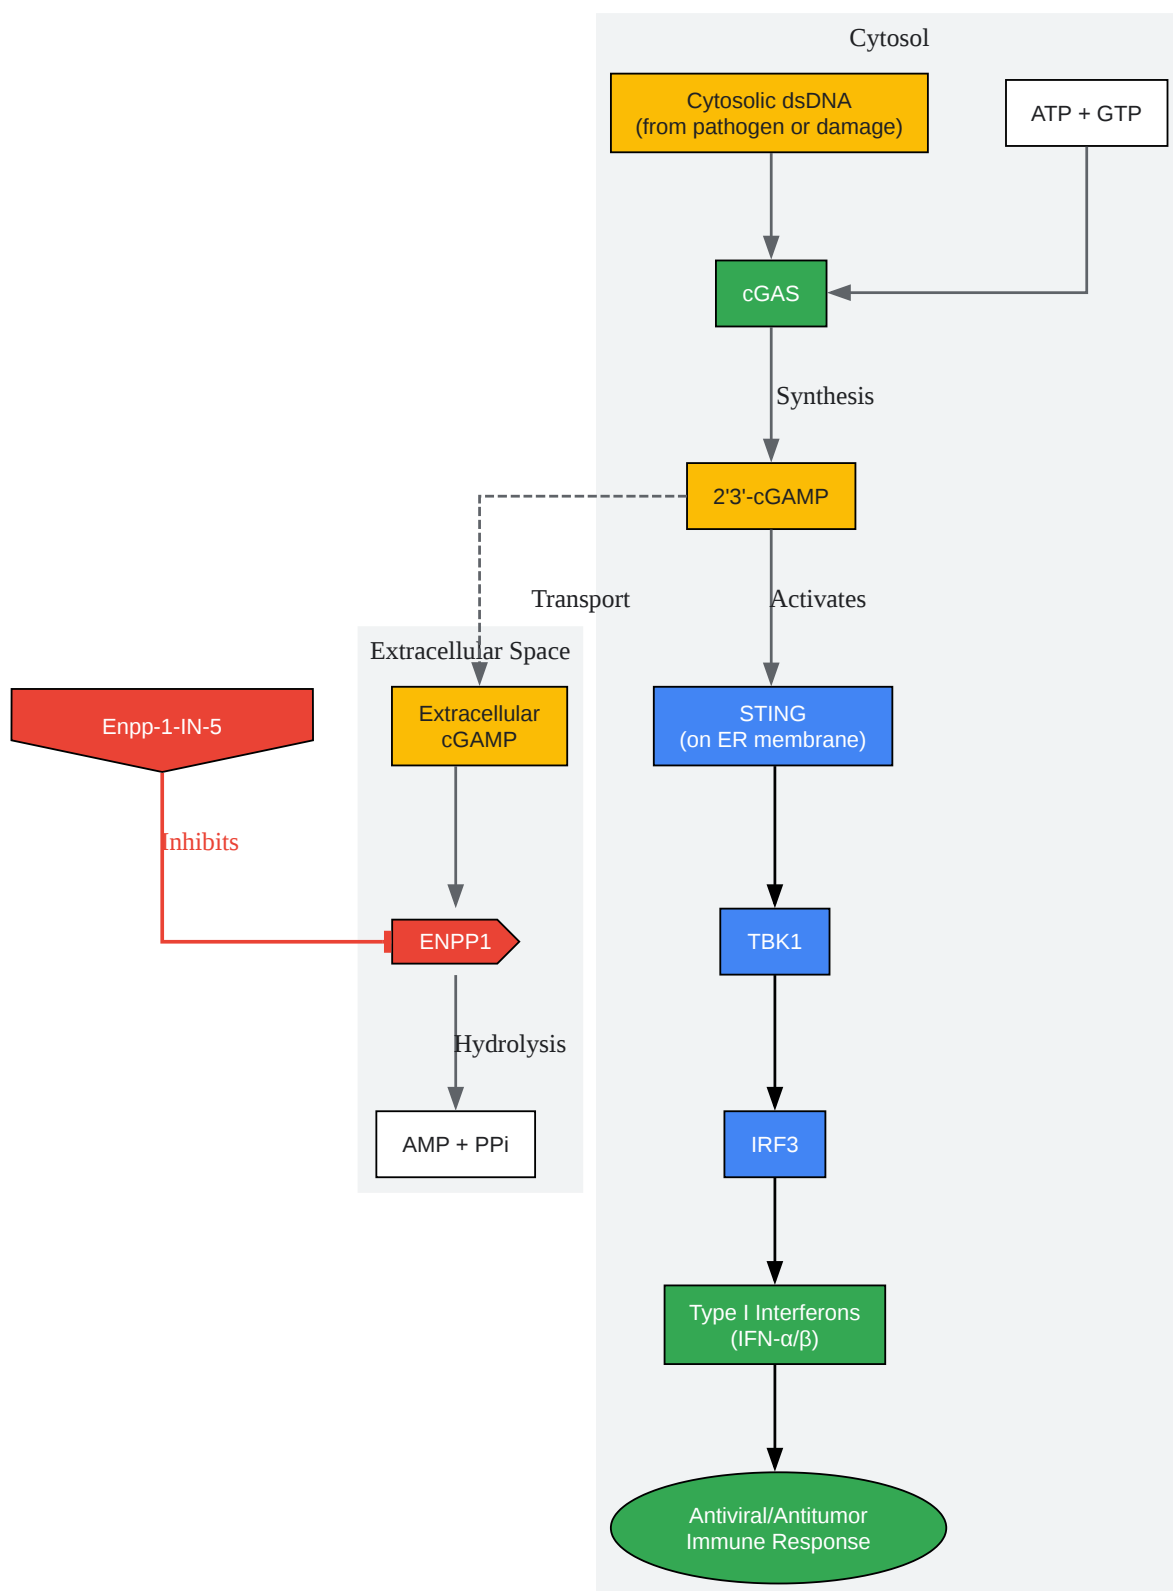 Cytosol
Cytosolic dsDNA
(from pathogen or damage)
ATP + GTP
cGAS
Synthesis
2'3'-cGAMP
Transport
Activates
Extracellular Space
Enpp-1-IN-5
Extracellular
cGAMP
STING
(on ER membrane)
Inhibits
ENPP1
TBK1
Hydrolysis
AMP + PPi
IRF3
Type I Interferons
(IFN-α/β)
Antiviral/Antitumor
Immune Response